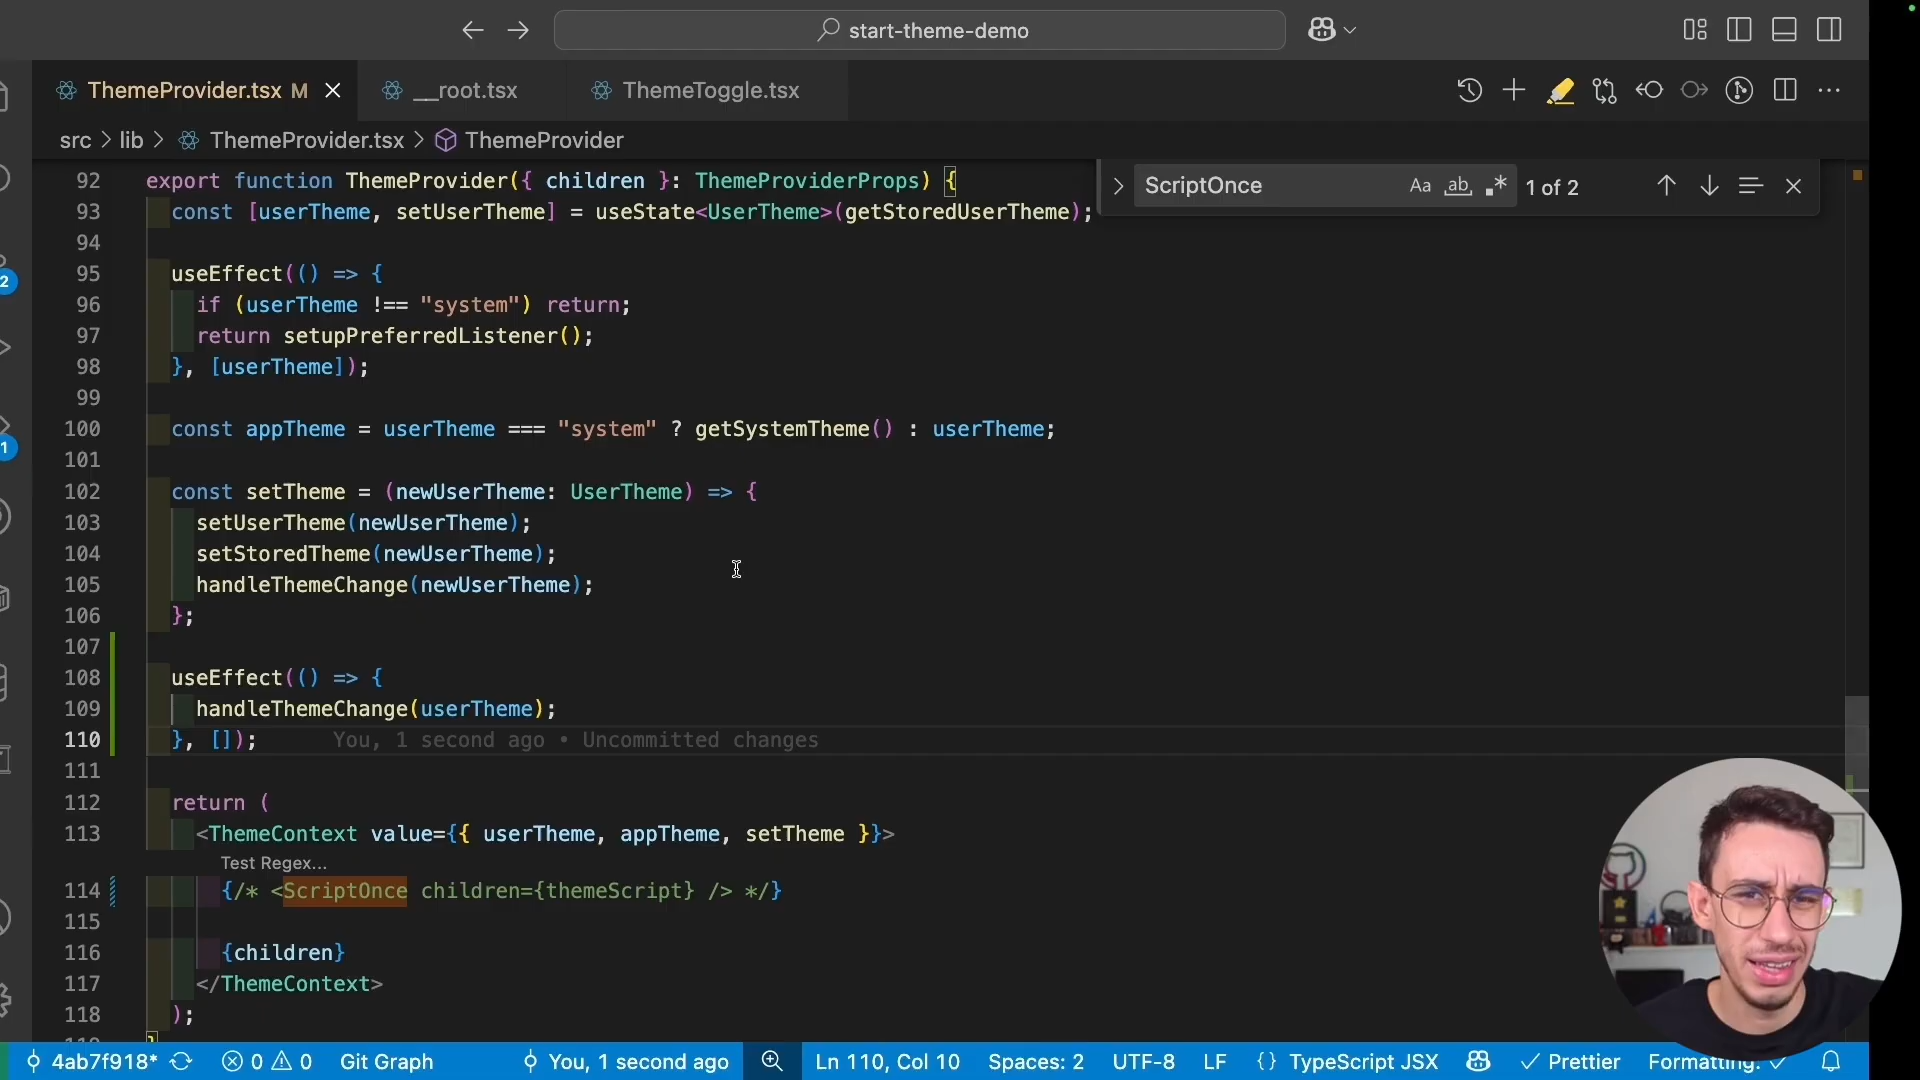 start-theme-demo
ThemeProvider.tsx M
__root.tsx
ThemeToggle.tsx
src > lib > ThemeProvider.tsx > ThemeProvider
ScriptOnce
Aa
ab
.*
1 of 2
92 export function ThemeProvider({ children }: ThemeProviderProps) {
93 const [userTheme, setUserTheme] = useState<UserTheme>(getStoredUserTheme);
94
95 useEffect(() => {
96 if (userTheme !== "system") return;
97 return setupPreferredListener();
98 }, [userTheme]);
99
100 const appTheme = userTheme === "system" ? getSystemTheme() : userTheme;
101
102 const setTheme = (newUserTheme: UserTheme) => {
103 setUserTheme(newUserTheme);
104 setStoredTheme(newUserTheme);
105 handleThemeChange(newUserTheme);
106 };
107
108 useEffect(() => {
109 handleThemeChange(userTheme);
110 }, []); You, 1 second ago • Uncommitted changes
111
112 return (
113 <ThemeContext value={{ userTheme, appTheme, setTheme }}>
Test Regex...
114 {/* <ScriptOnce children={themeScript} /> */}
115
116 {children}
117 </ThemeContext>
118 );
2
1
4ab7f918* 0 0 Git Graph You, 1 second ago Ln 110, Col 10 Spaces: 2 UTF-8 LF {} TypeScript JSX Prettier Formatting: